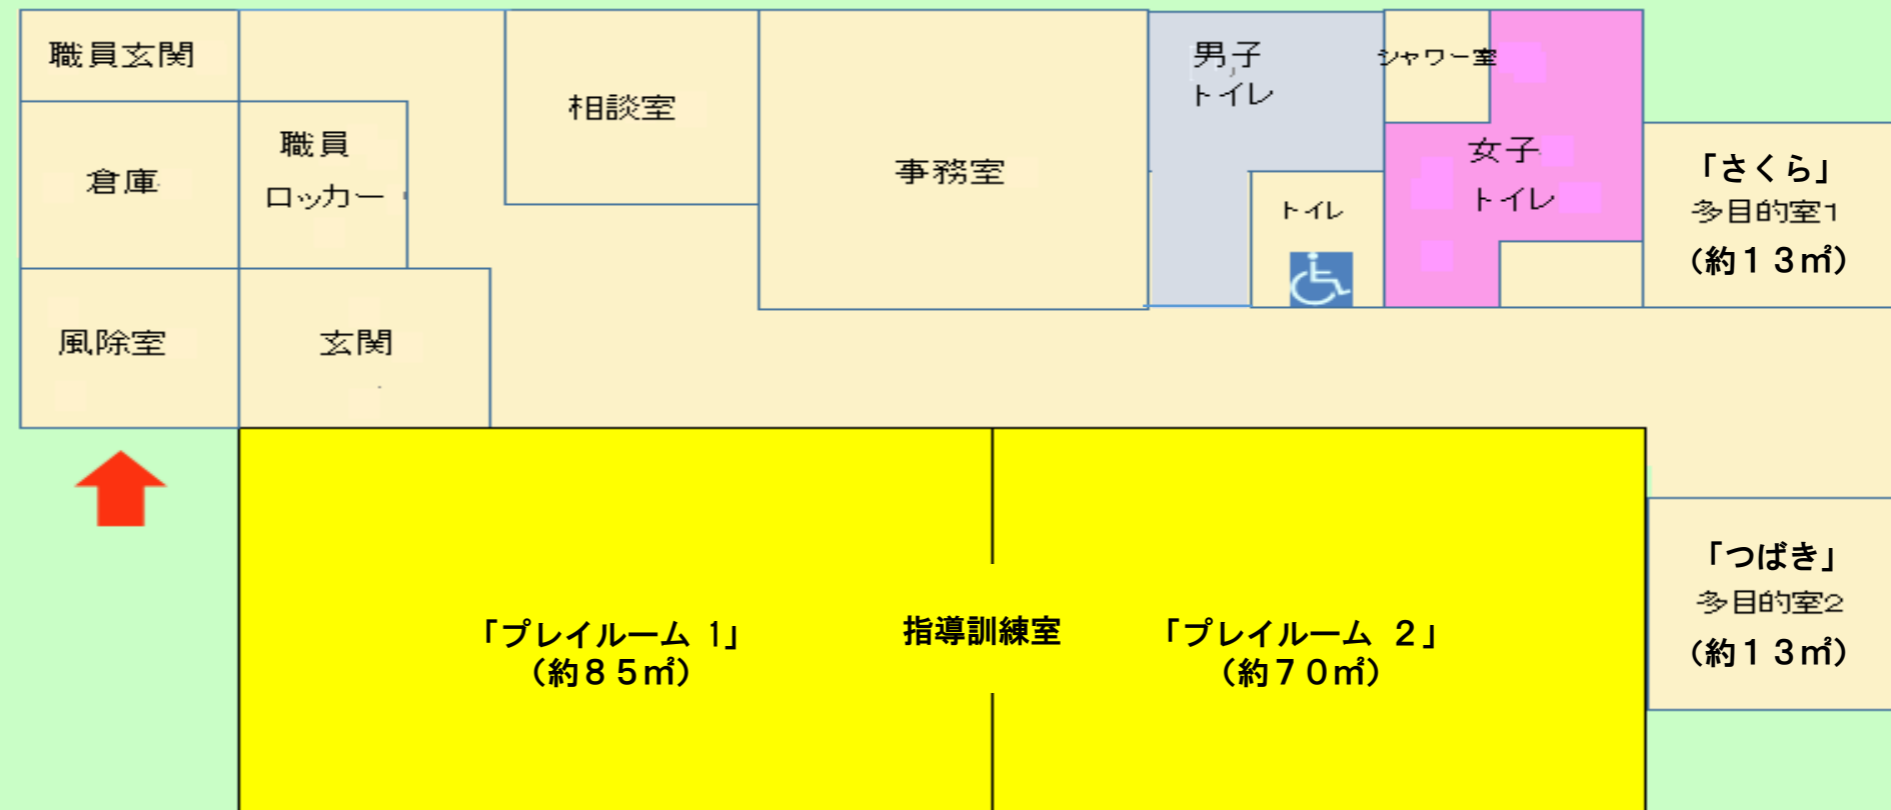 職員玄関
倉庫
職員
ロッカー
風除室
玄関
相談室
事務室
男子
トイレ
シャワー室
トイレ
女子
トイレ
「さくら」
多目的室1
（約１３㎡）
「つばき」
多目的室2
（約１３㎡）
「プレイルーム 1」
（約８５㎡）
指導訓練室
「プレイルーム ２」
（約７０㎡）